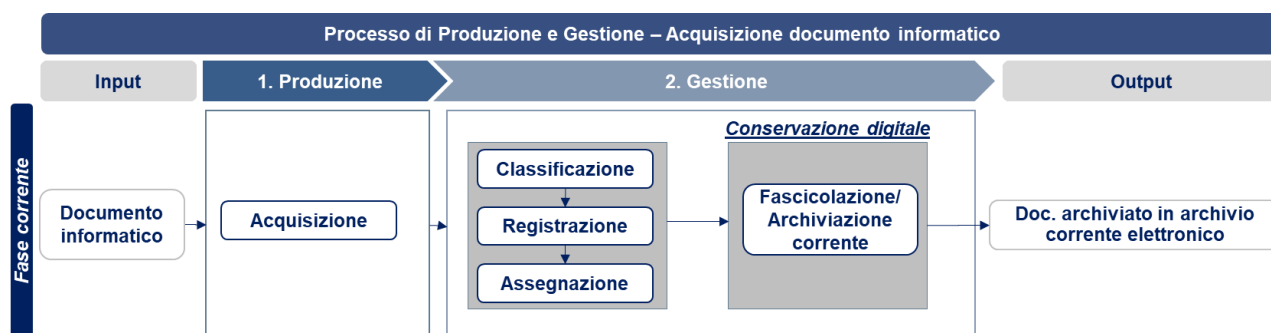 Processo di Produzione e Gestione – Acquisizione documento informatico
Input
1. Produzione
2. Gestione
Output
Fase corrente
Documento
informatico
Acquisizione
Classificazione
Registrazione
Assegnazione
Conservazione digitale
Fascicolazione/
Archiviazione
corrente
Doc. archiviato in archivio
corrente elettronico